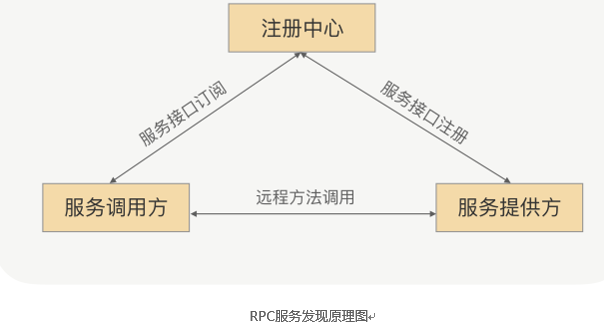 注册中心
服务接口订阅
服务接口注册
服务调用方
远程方法调用
服务提供方
RPC服务发现原理图